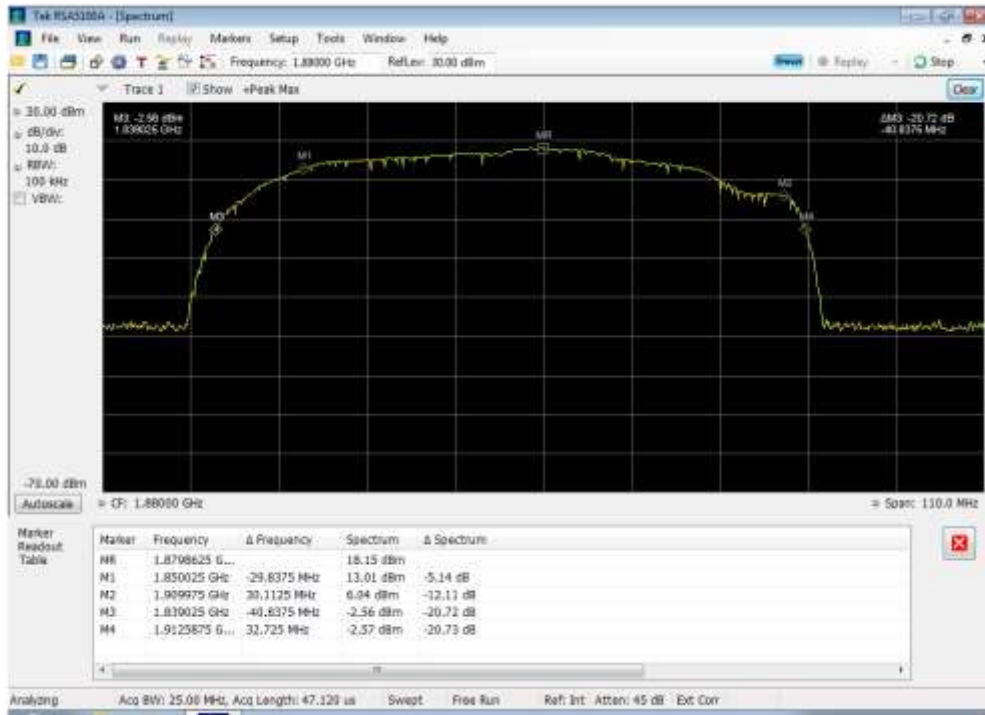 Tek RSA5100A - [Spectrum]
File View Run Replay Markers Setup Tools Window Help
Frequency: 1.88000 GHz RefLev: 30.00 dBm Preset Replay Stop
Trace 1 Show +Peak Max Clear
30.00 dBm
dB/div:
10.0 dB
RBW:
100 kHz
VBW:
M3 -2.56 dBm
1.839025 GHz
ΔM3 -20.72 dB
-40.8375 MHz
MR
M1
M2
M3
M4
-70.00 dBm
Autoscale CF: 1.88000 GHz Span: 110.0 MHz
Marker
Readout
Table
Marker Frequency Δ Frequency Spectrum Δ Spectrum
MR 1.8798625 G... 18.15 dBm
M1 1.850025 GHz -29.8375 MHz 13.01 dBm -5.14 dB
M2 1.909975 GHz 30.1125 MHz 6.04 dBm -12.11 dB
M3 1.839025 GHz -40.8375 MHz -2.56 dBm -20.72 dB
M4 1.9125875 G... 32.725 MHz -2.57 dBm -20.73 dB
Analyzing Acq BW: 25.00 MHz, Acq Length: 47.120 us Swept Free Run Ref: Int Atten: 45 dB Ext Corr